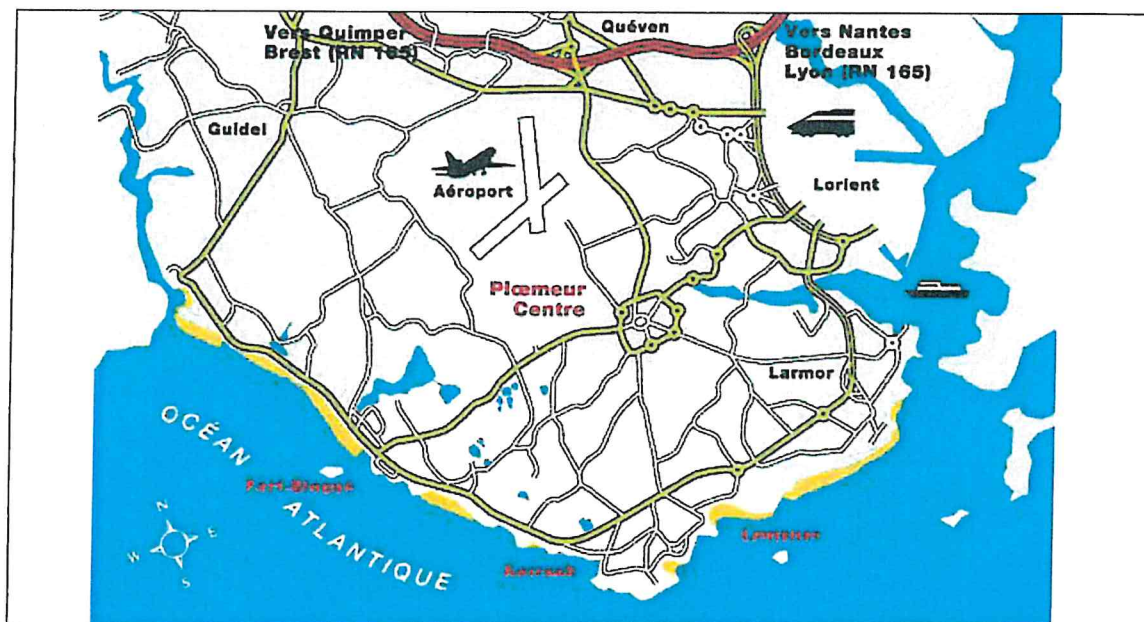 Vers Quimper
Brest (RN 165)
Quéven
Vers Nantes
Bordeaux
Lyon (RN 165)
Guidel
Aéroport
Lorient
Plœmeur
Centre
Larmor
OCÉAN ATLANTIQUE
N
E
W
S